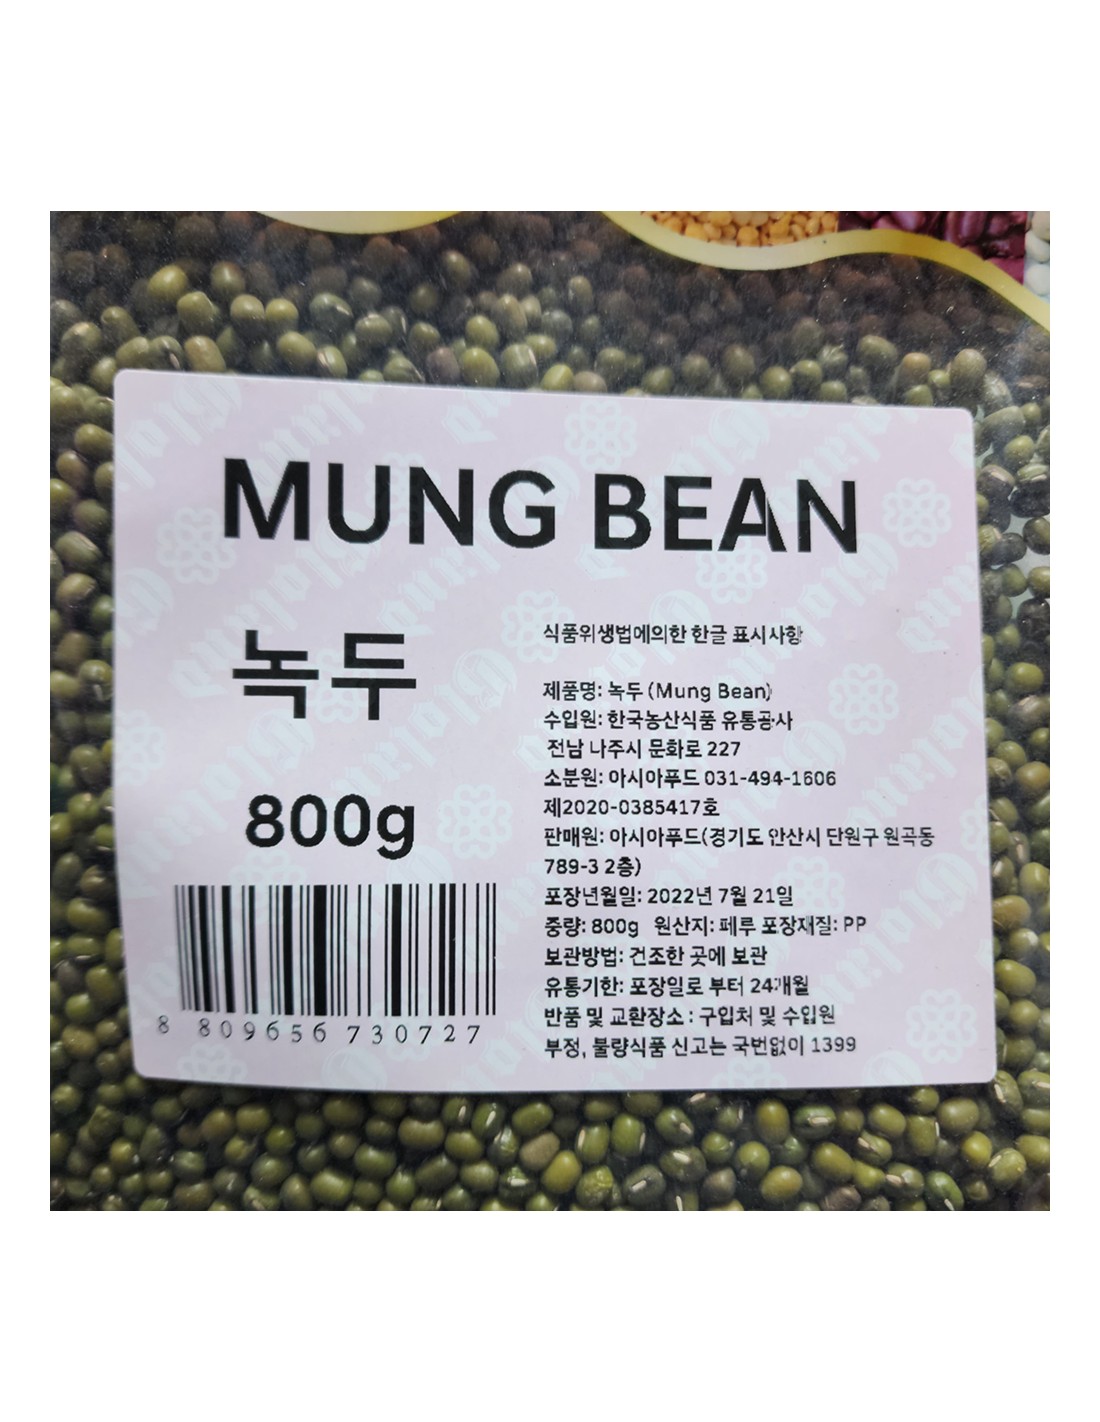 MUNG BEAN
녹두
800g
8 809656 730727
식품위생법에의한 한글 표시사항
제품명: 녹두 (Mung Bean)
수입원: 한국농산식품 유통공사
전남 나주시 문화로 227
소분원: 아시아푸드 031-494-1606
제2020-0385417호
판매원: 아시아푸드(경기도 안산시 단원구 원곡동
789-3 2층)
포장년월일: 2022년 7월 21일
중량: 800g 원산지: 페루 포장재질: PP
보관방법: 건조한 곳에 보관
유통기한: 포장일로 부터 24개월
반품 및 교환장소 : 구입처 및 수입원
부정, 불량식품 신고는 국번없이 1399